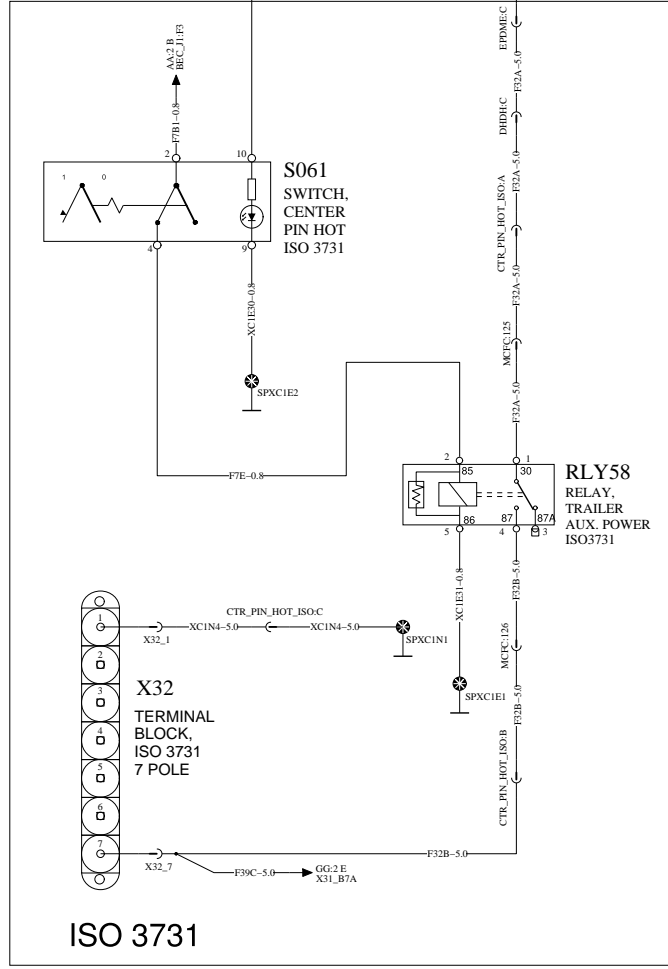 EPDME:C
F32A-5.0
DHDH:C
F32A-5.0
CTR_PIN_HOT_ISO:A
F32A-5.0
MCFC:125
F32A-5.0
AA:2 B
BEC_J1:F3
F7B1-0.8
2
10
1
0
4
9
S061
SWITCH,
CENTER
PIN HOT
ISO 3731
XC1E30-0.8
SPXC1E2
F7E-0.8
2
1
85
30
86
87
87A
5
4
3
RLY58
RELAY,
TRAILER
AUX. POWER
ISO3731
XC1E31-0.8
SPXC1E1
F32B-5.0
MCFC:126
F32B-5.0
CTR_PIN_HOT_ISO:B
CTR_PIN_HOT_ISO:C
1
X32_1
XC1N4-5.0
XC1N4-5.0
SPXC1N1
2
3
4
5
6
7
X32
TERMINAL
BLOCK,
ISO 3731
7 POLE
X32_7
F32B-5.0
F39C-5.0
GG:2 E
X31_B7A
ISO 3731